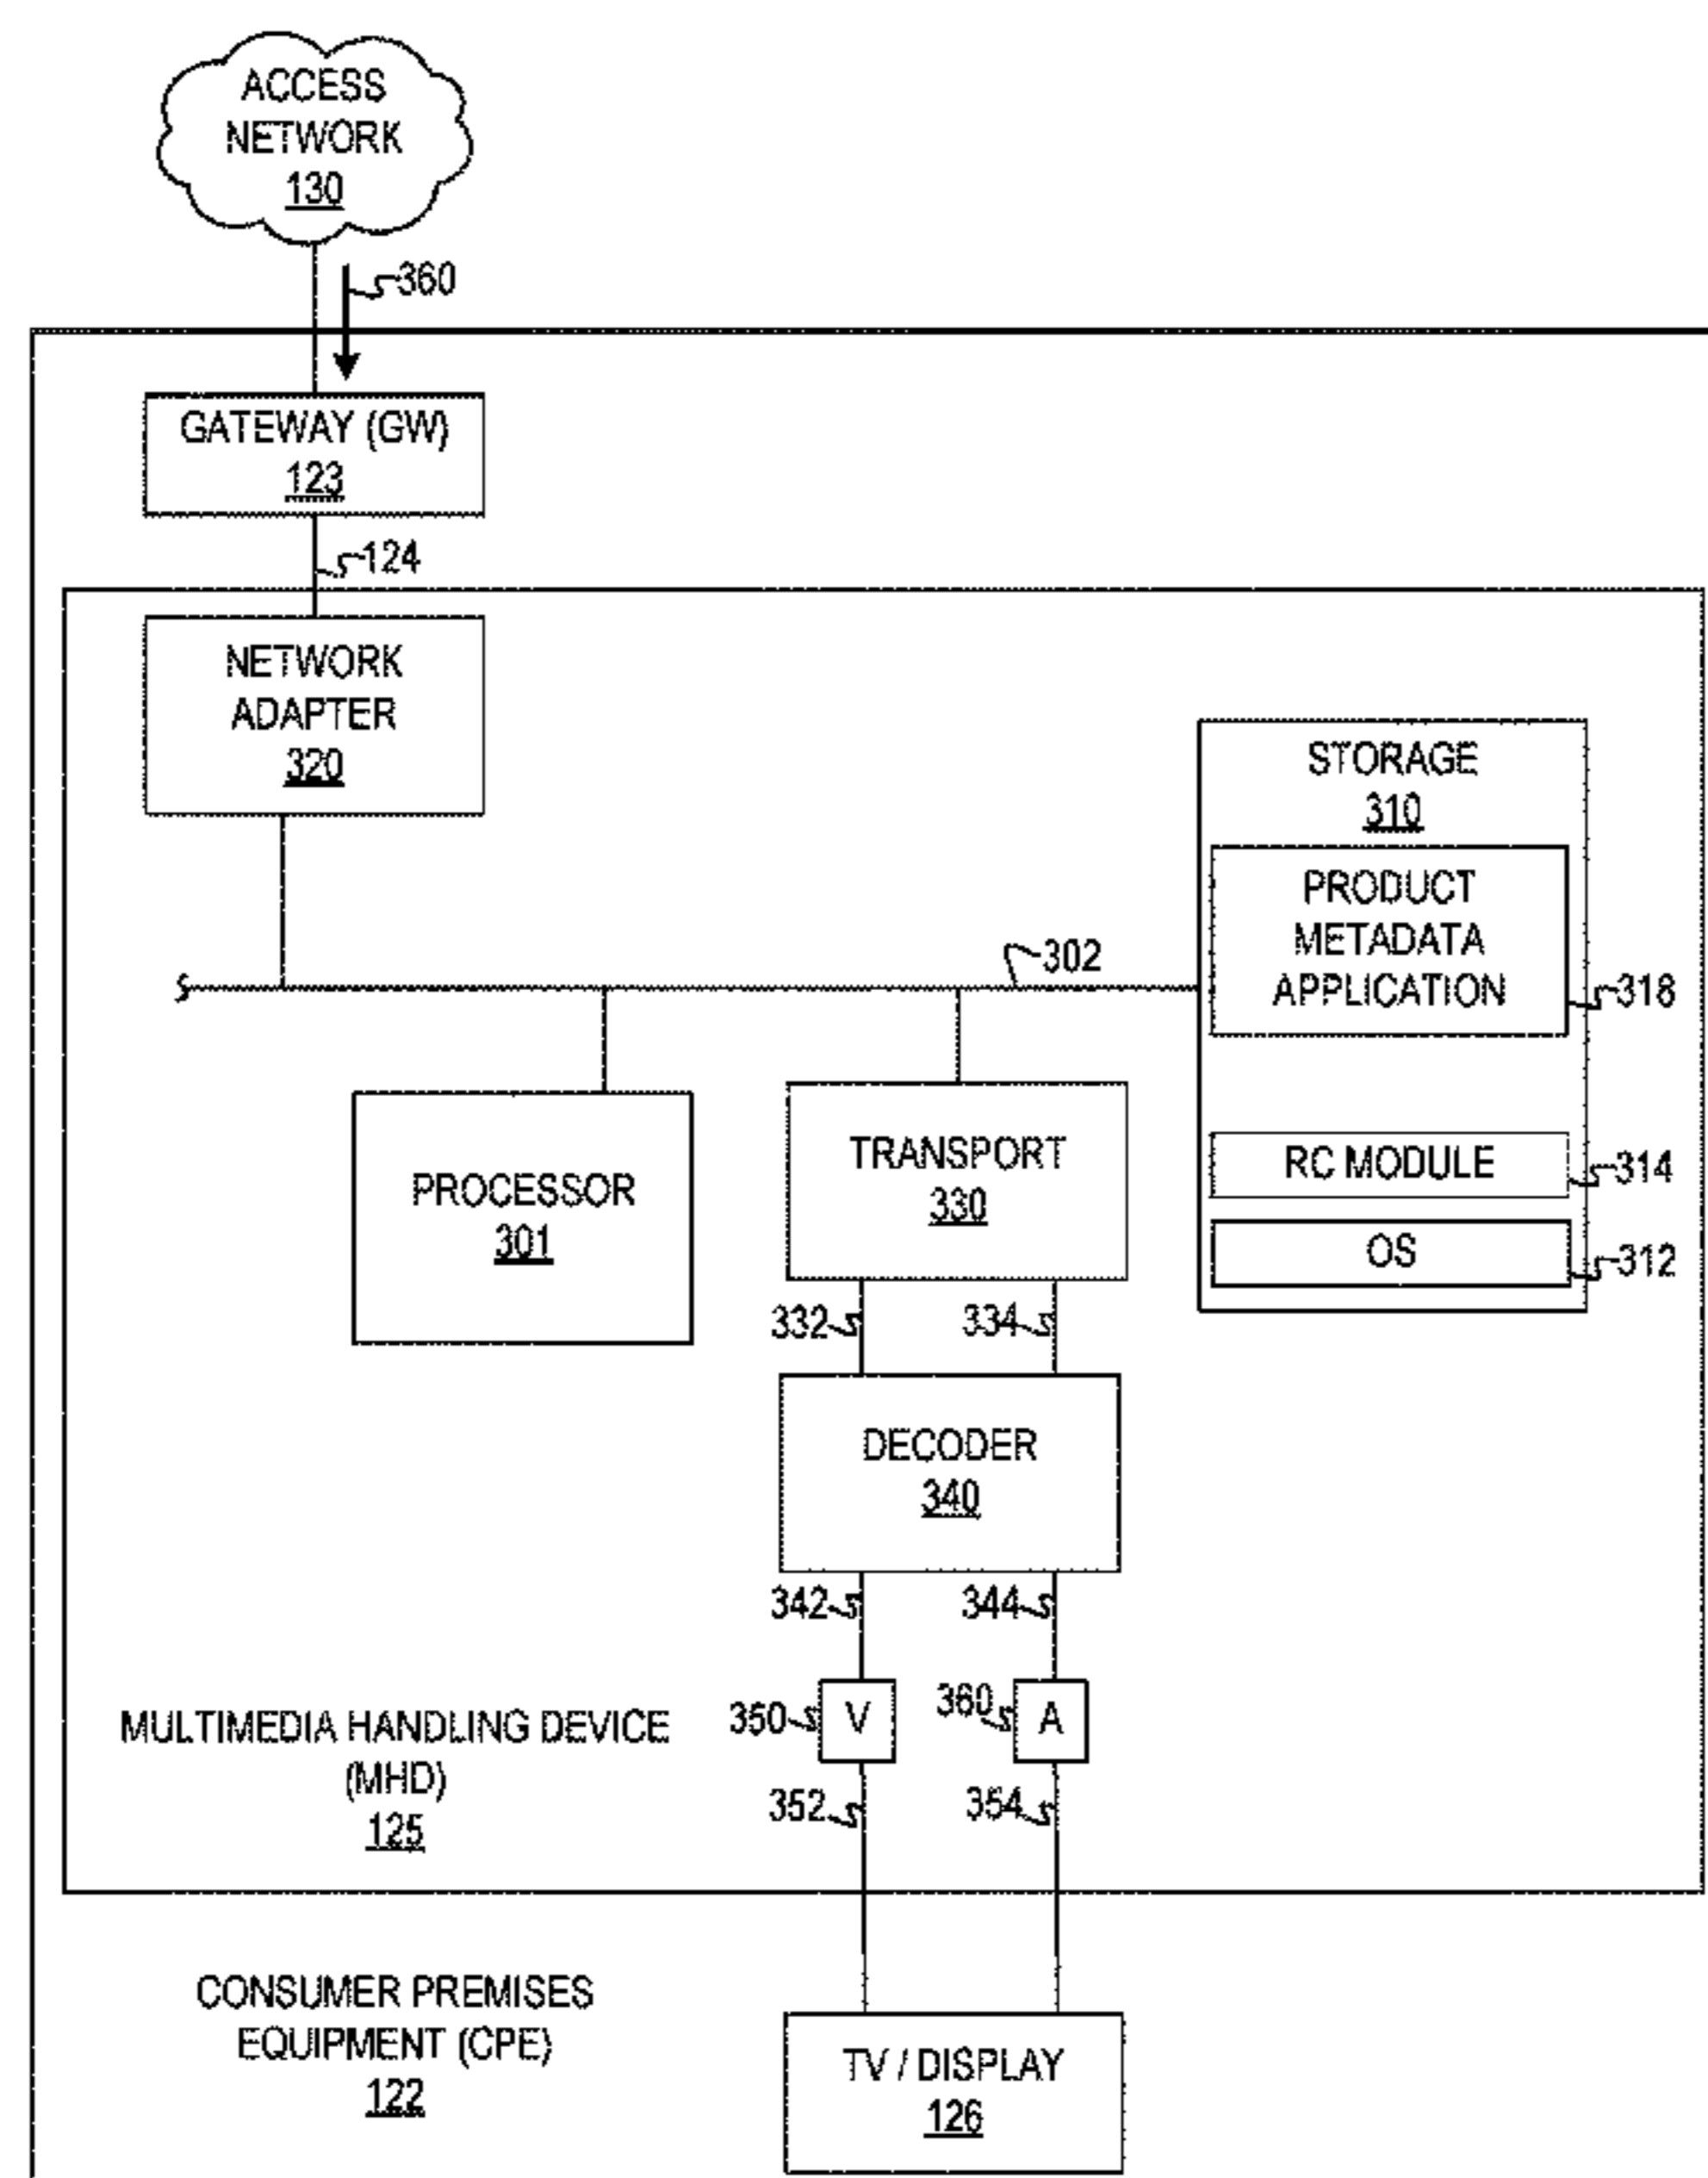 ACCESS
NETWORK
130
360
GATEWAY (GW)
123
124
NETWORK
ADAPTER
320
STORAGE
310
PRODUCT
METADATA
APPLICATION
318
302
RC MODULE
314
OS
312
PROCESSOR
301
TRANSPORT
330
332
334
DECODER
340
342
344
350
V
360
A
352
354
MULTIMEDIA HANDLING DEVICE
(MHD)
125
CONSUMER PREMISES
EQUIPMENT (CPE)
122
TV / DISPLAY
126